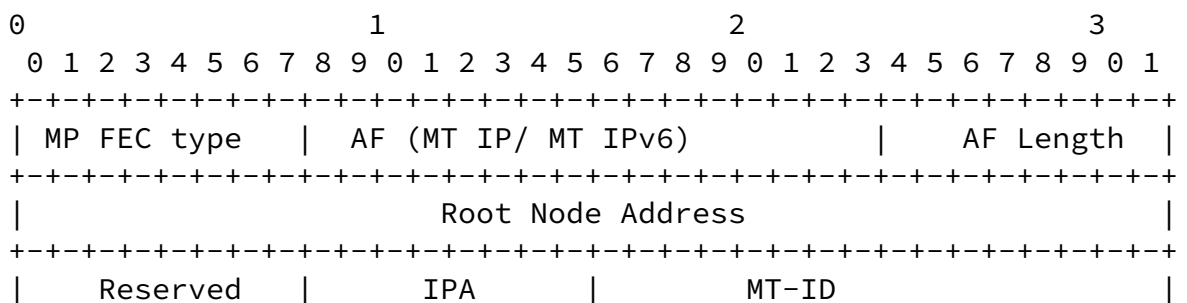 0                   1                   2                   3
 0 1 2 3 4 5 6 7 8 9 0 1 2 3 4 5 6 7 8 9 0 1 2 3 4 5 6 7 8 9 0 1
+-+-+-+-+-+-+-+-+-+-+-+-+-+-+-+-+-+-+-+-+-+-+-+-+-+-+-+-+-+-+-+-+
| MP FEC type   |  AF (MT IP/ MT IPv6)          |    AF Length  |
+-+-+-+-+-+-+-+-+-+-+-+-+-+-+-+-+-+-+-+-+-+-+-+-+-+-+-+-+-+-+-+-+
|                       Root Node Address                       |
+-+-+-+-+-+-+-+-+-+-+-+-+-+-+-+-+-+-+-+-+-+-+-+-+-+-+-+-+-+-+-+-+
|    Reserved   |      IPA      |        MT-ID                  |